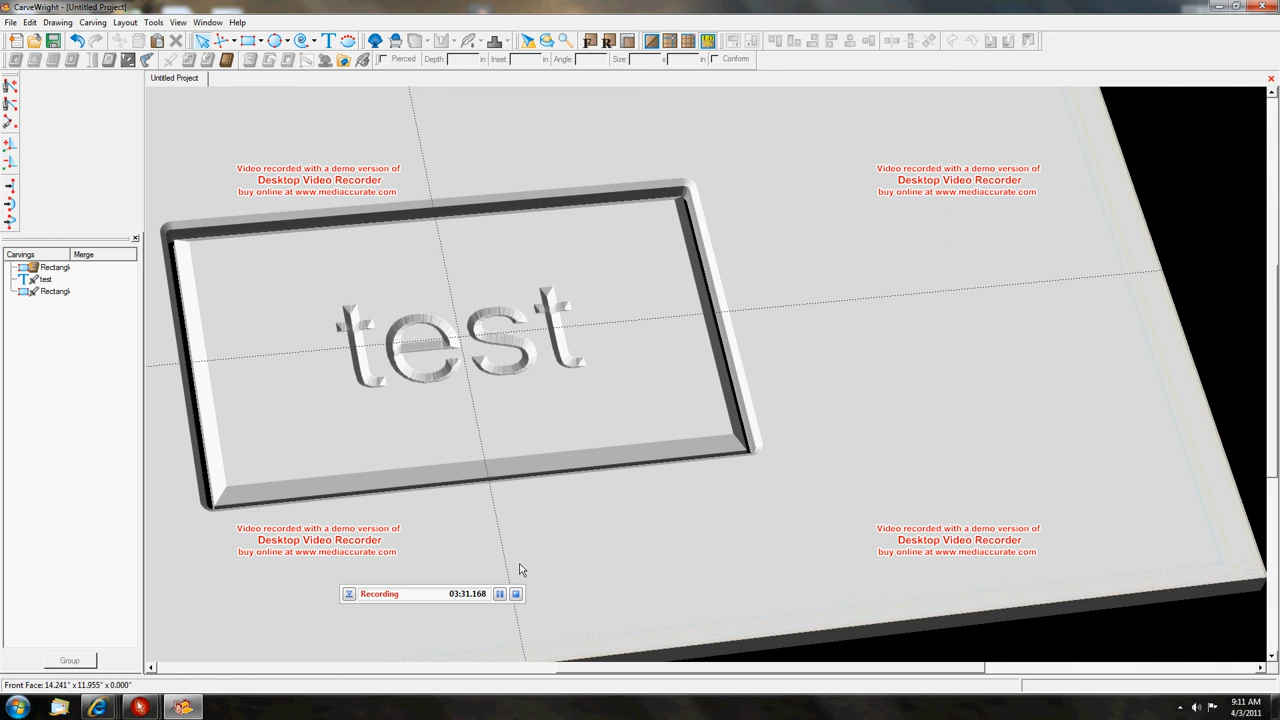 CarveWright - [Untitled Project]
File Edit Drawing Carving Layout Tools View Window Help
Pierced Depth: in Inset: in Angle: Size: x in Conform
Untitled Project
Video recorded with a demo version of
Desktop Video Recorder
buy online at www.mediaccurate.com
Video recorded with a demo version of
Desktop Video Recorder
buy online at www.mediaccurate.com
Carvings Merge
Rectangl
test
Rectangl
test
Video recorded with a demo version of
Desktop Video Recorder
buy online at www.mediaccurate.com
Video recorded with a demo version of
Desktop Video Recorder
buy online at www.mediaccurate.com
Recording 03:31.168
Group
Front Face: 14.241" x 11.955" x 0.000"
9:11 AM
4/3/2011